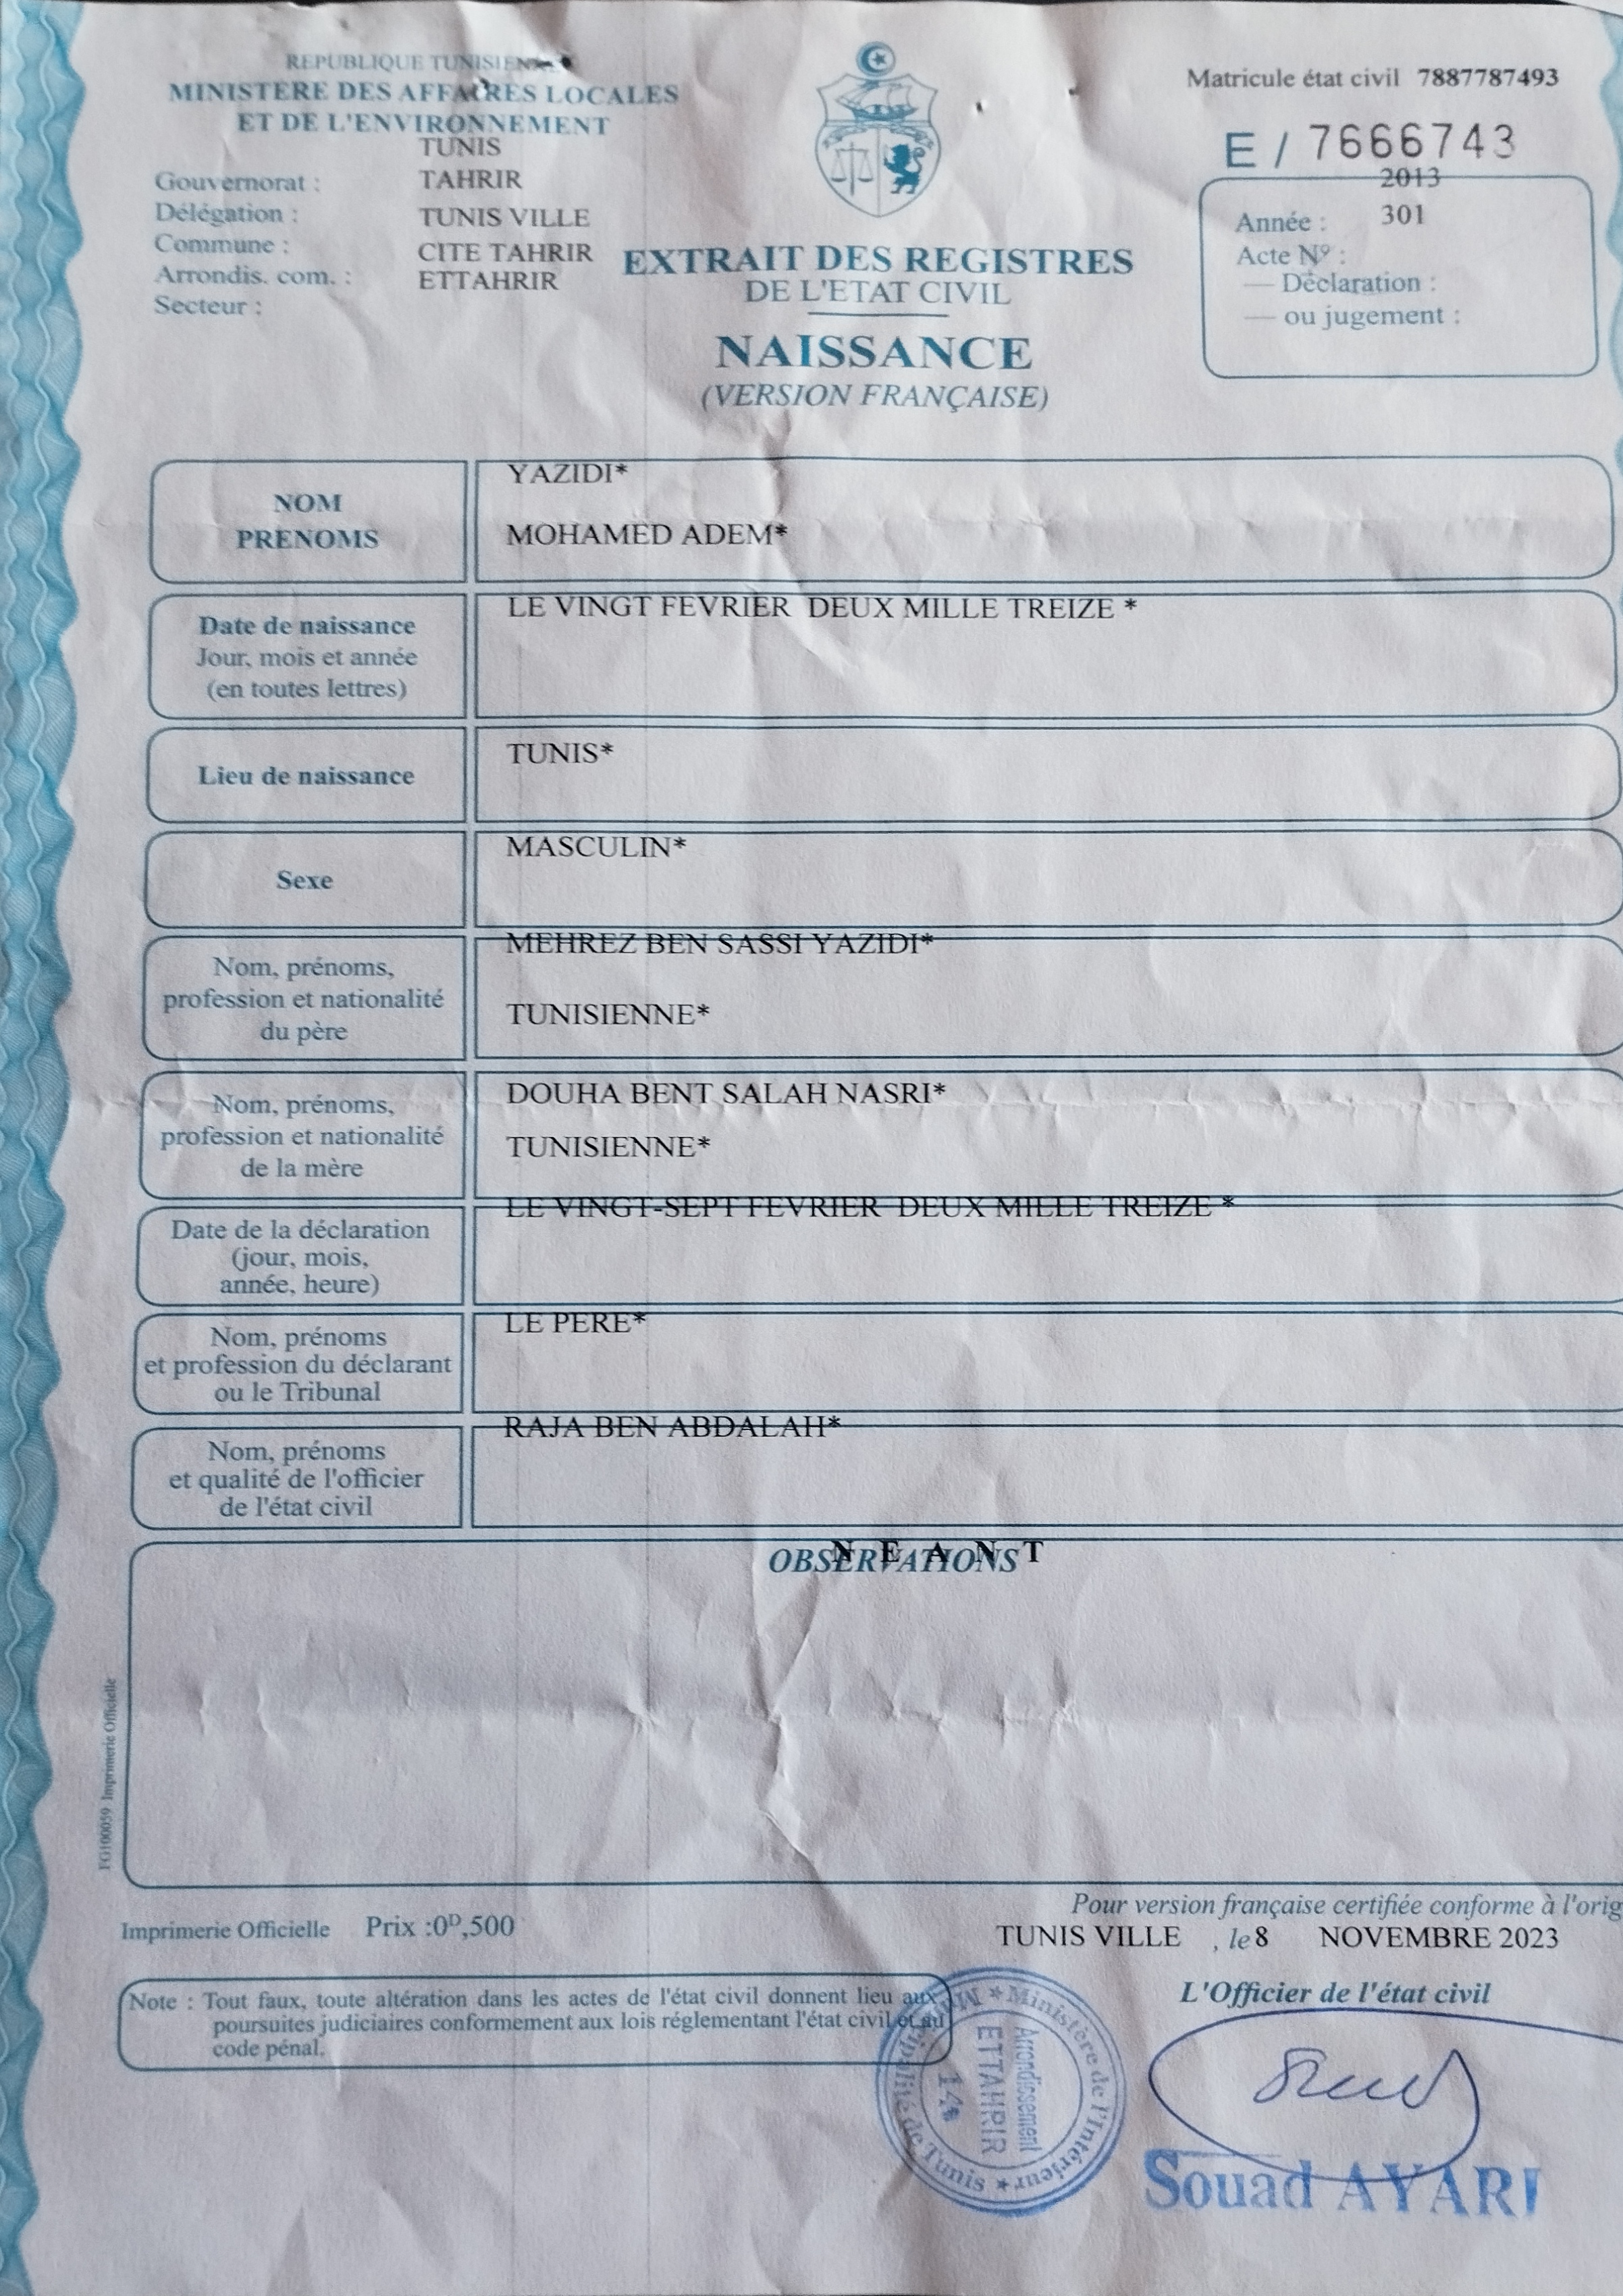 REPUBLIQUE TUNISIENNE
MINISTERE DES AFFAIRES LOCALES
ET DE L'ENVIRONNEMENT
TUNIS
Gouvernorat : TAHRIR
Délégation : TUNIS VILLE
Commune : CITE TAHRIR
Arrondis. com. : ETTAHRIR
Secteur :
EXTRAIT DES REGISTRES
DE L'ETAT CIVIL
NAISSANCE
(VERSION FRANÇAISE)
Matricule état civil 7887787493
E / 7666743
2013
Année : 301
Acte Nº :
— Déclaration :
— ou jugement :
NOM
PRENOMS
YAZIDI*
MOHAMED ADEM*
Date de naissance
Jour, mois et année
(en toutes lettres)
LE VINGT FEVRIER DEUX MILLE TREIZE *
Lieu de naissance
TUNIS*
Sexe
MASCULIN*
Nom, prénoms,
profession et nationalité
du père
MEHREZ BEN SASSI YAZIDI*
TUNISIENNE*
Nom, prénoms,
profession et nationalité
de la mère
DOUHA BENT SALAH NASRI*
TUNISIENNE*
Date de la déclaration
(jour, mois,
année, heure)
LE VINGT-SEPT FEVRIER DEUX MILLE TREIZE *
Nom, prénoms
et profession du déclarant
ou le Tribunal
LE PERE*
Nom, prénoms
et qualité de l'officier
de l'état civil
RAJA BEN ABDALAH*
OBSERVATIONS
N E A N T
FG100059 Imprimerie Officielle
Imprimerie Officielle Prix :0ᴰ,500
Pour version française certifiée conforme à l'orig
TUNIS VILLE , le 8 NOVEMBRE 2023
L'Officier de l'état civil
Note : Tout faux, toute altération dans les actes de l'état civil donnent lieu aux
poursuites judiciaires conformement aux lois réglementant l'état civil et au
code pénal.
Ministère de l'Intérieur
de Tunis
Arrondissement
ETTAHRIR
14
Souad AYARI